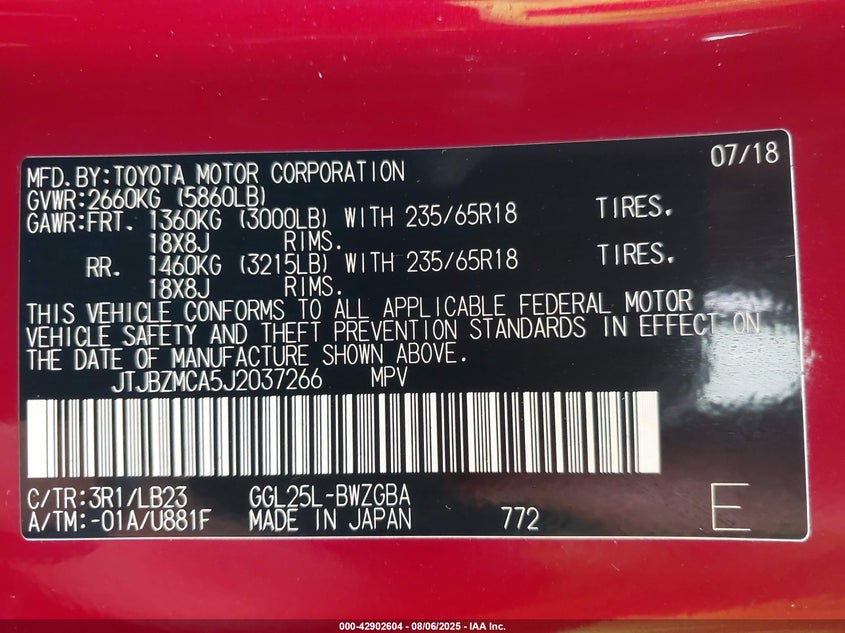 07/18
MFD.BY:TOYOTA MOTOR CORPORATION
GVWR:2660KG (5860LB)
GAWR:FRT. 1360KG (3000LB) WITH 235/65R18 TIRES.
18X8J RIMS.
RR. 1460KG (3215LB) WITH 235/65R18 TIRES.
18X8J RIMS.
THIS VEHICLE CONFORMS TO ALL APPLICABLE FEDERAL MOTOR
VEHICLE SAFETY AND THEFT PREVENTION STANDARDS IN EFFECT ON
THE DATE OF MANUFACTURE SHOWN ABOVE.
JTJBZMCA5J2037266 MPV
C/TR:3R1/LB23 GGL25L-BWZGBA
A/TM:-01A/U881F MADE IN JAPAN 772 E
000-42902604 - 08/06/2025 - IAA Inc.